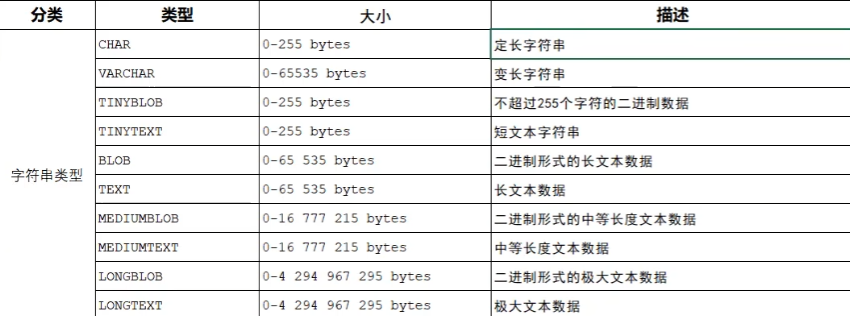 分类 类型 大小 描述
CHAR 0-255 bytes 定长字符串
VARCHAR 0-65535 bytes 变长字符串
TINYBLOB 0-255 bytes 不超过255个字符的二进制数据
TINYTEXT 0-255 bytes 短文本字符串
BLOB 0-65 535 bytes 二进制形式的长文本数据
字符串类型
TEXT 0-65 535 bytes 长文本数据
MEDIUMBLOB 0-16 777 215 bytes 二进制形式的中等长度文本数据
MEDIUMTEXT 0-16 777 215 bytes 中等长度文本数据
LONGBLOB 0-4 294 967 295 bytes 二进制形式的极大文本数据
LONGTEXT 0-4 294 967 295 bytes 极大文本数据